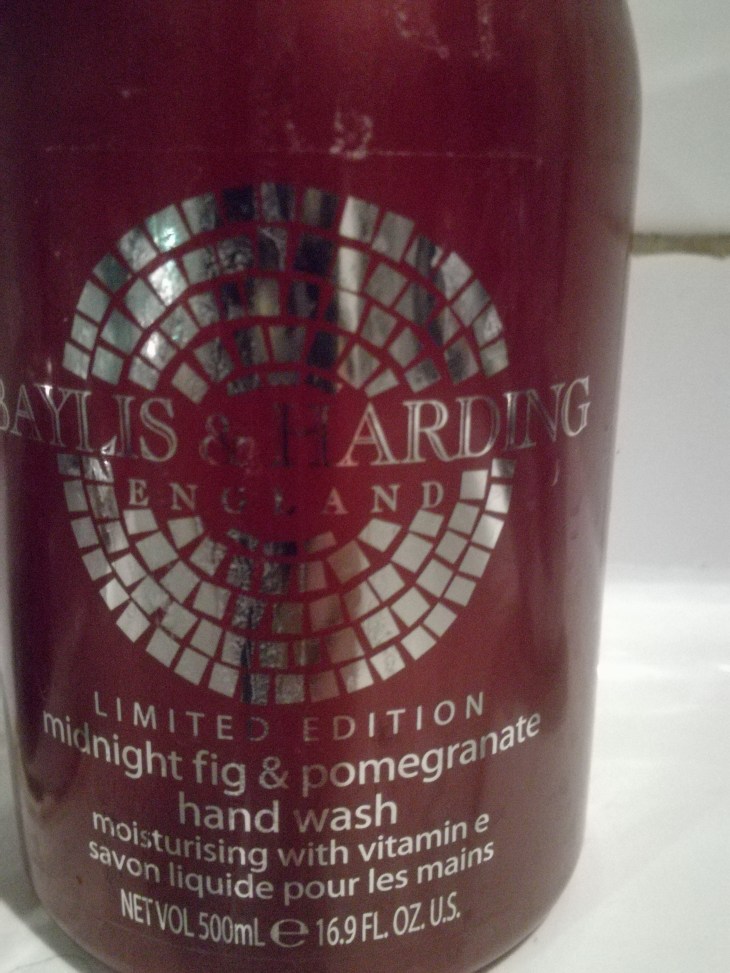 BAYLIS & HARDING
ENGLAND
LIMITED EDITION
midnight fig & pomegranate
hand wash
moisturising with vitamin e
savon liquide pour les mains
NET VOL 500mL e 16.9 FL. OZ. U.S.